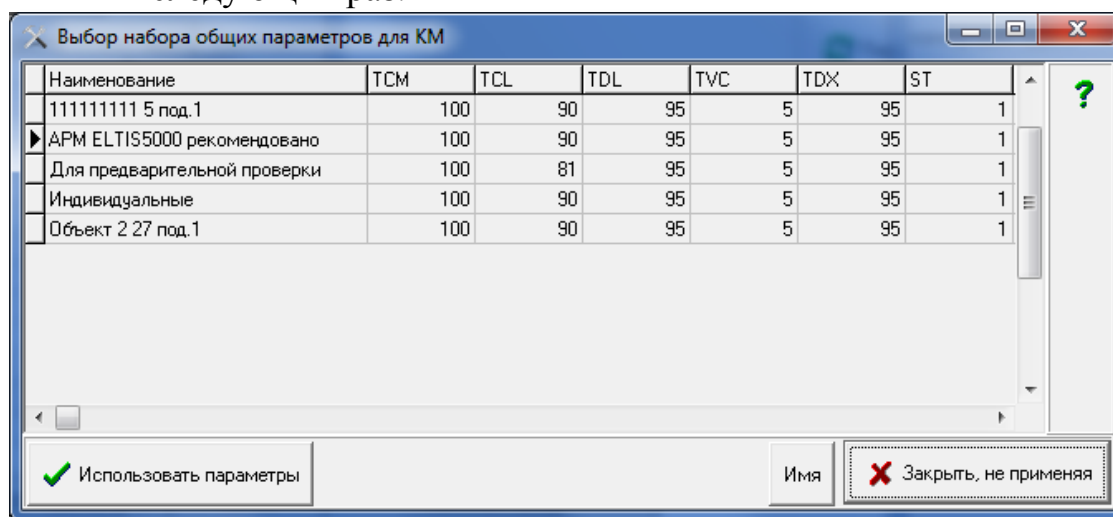 Выбор набора общих параметров для КМ
Наименование TCM TCL TDL TVC TDX ST
111111111 5 под.1 100 90 95 5 95 1
АРМ ELTIS5000 рекомендовано 100 90 95 5 95 1
Для предварительной проверки 100 81 95 5 95 1
Индивидуальные 100 90 95 5 95 1
Объект 2 27 под.1 100 90 95 5 95 1
?
Использовать параметры Имя Закрыть, не применяя